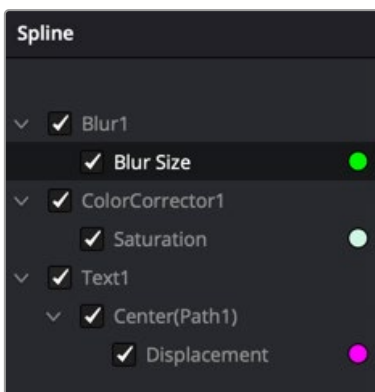 Spline
Blur1
Blur Size
ColorCorrector1
Saturation
Text1
Center(Path1)
Displacement